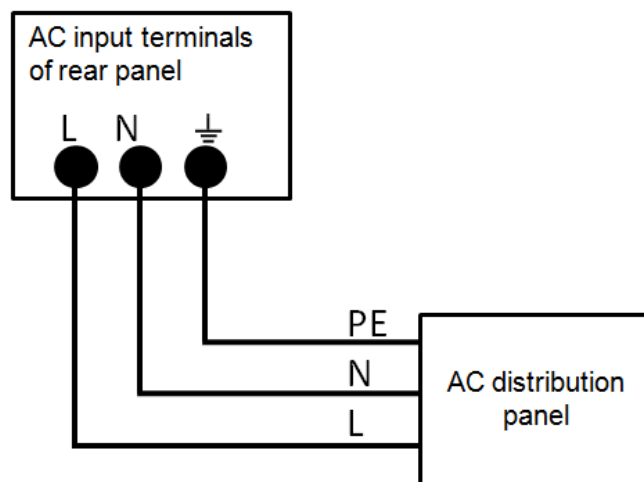 AC input terminals
of rear panel
L N
PE
N
L
AC distribution
panel